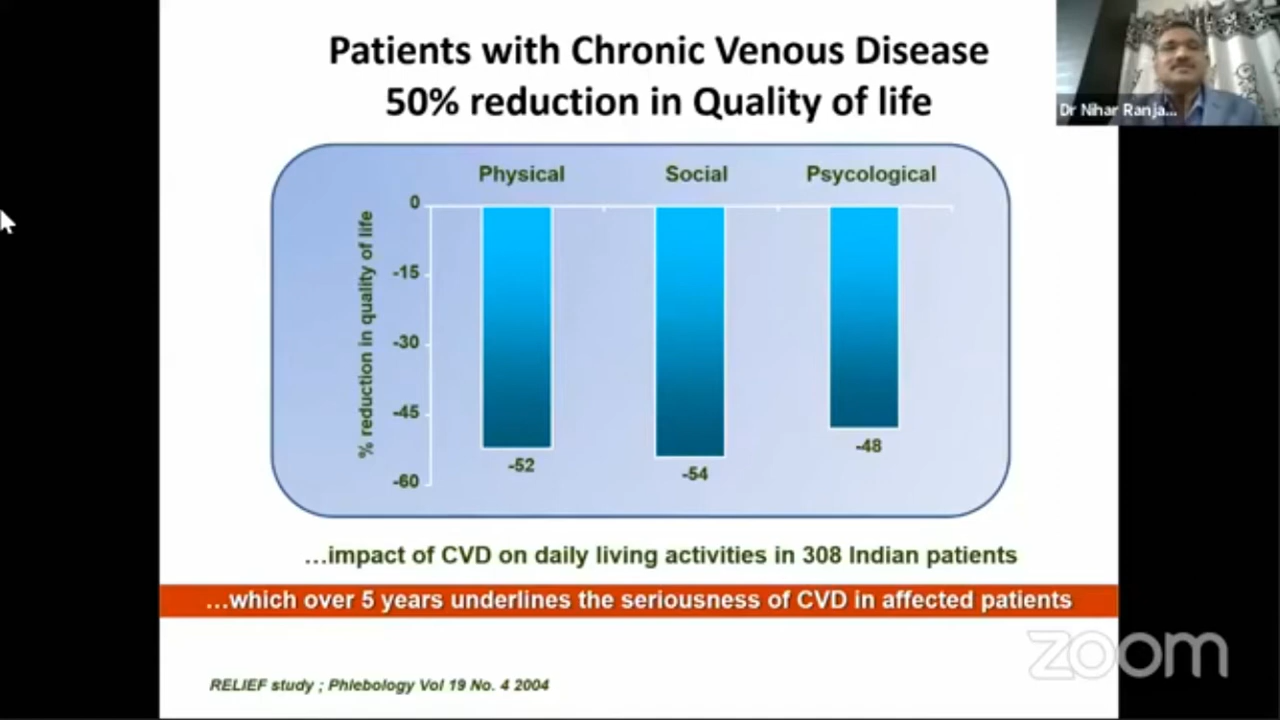 Patients with Chronic Venous Disease
50% reduction in Quality of life
Dr Nihar Ranja...
Physical Social Psycological
% reduction in quality of life
0
-15
-30
-45
-60
-52
-54
-48
...impact of CVD on daily living activities in 308 Indian patients
...which over 5 years underlines the seriousness of CVD in affected patients
zoom
RELIEF study ; Phlebology Vol 19 No. 4 2004